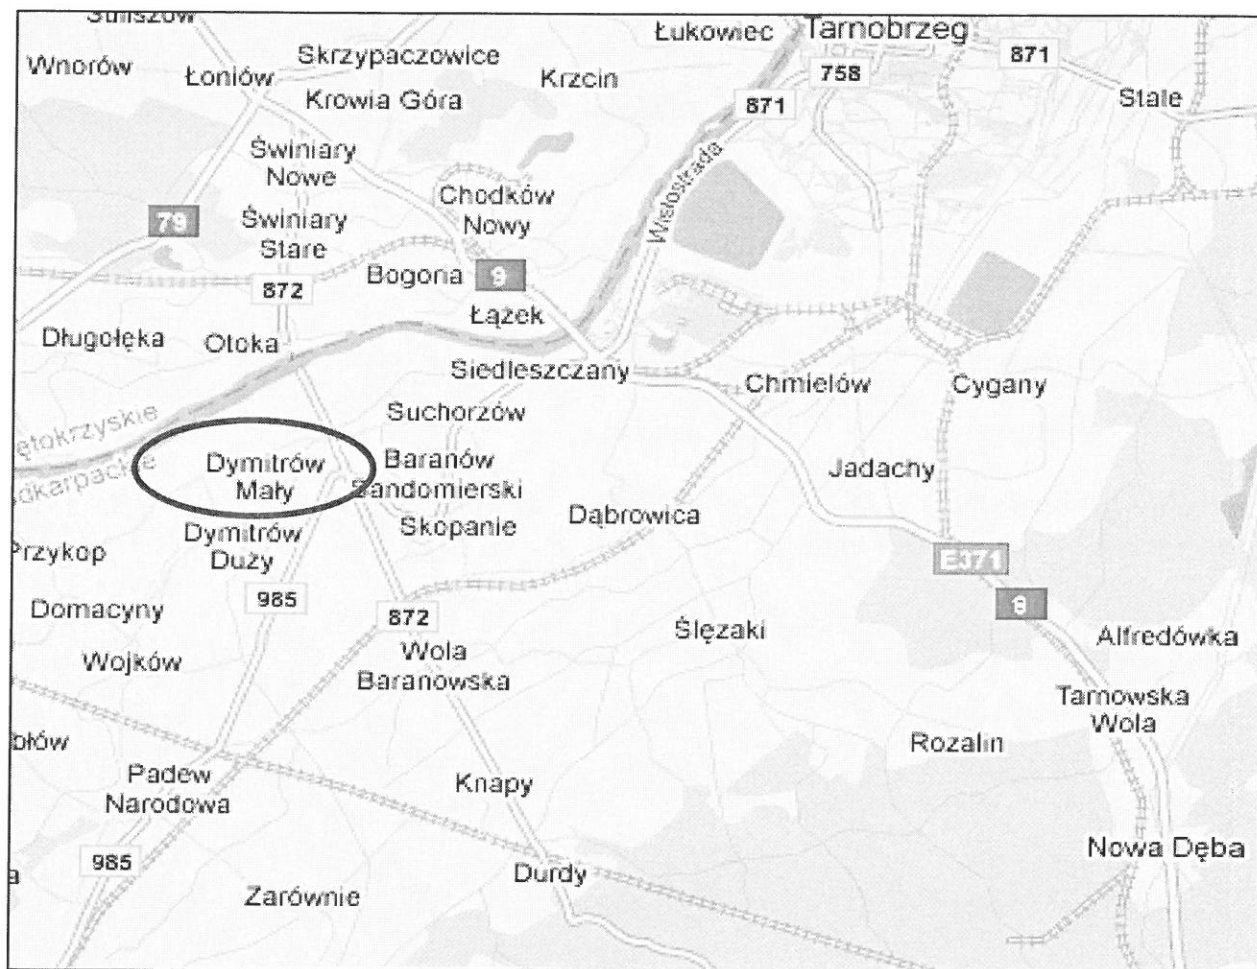 Tarnobrzeg
Łukowiec
Skrzypaczowice
871
Wnorów
Łoniów
Krzcin
758
Krowia Góra
871
Stale
Świniary
Nowe
Chodków
Nowy
Wisłostrada
79
Świniary
Stare
Bogona
9
872
Łążek
Długołęka
Otoka
Siedleszczany
Chmielów
Cygany
Suchorzów
ętokrzyskie
dkarpackie
Dymitrów
Mały
Baranów
Sandomierski
Jadachy
Skopanie
Dąbrowica
Dymitrów
Duży
Przykop
E371
985
Domacyny
872
9
Ślęzaki
Alfredówka
Wojków
Wola
Baranowska
Tarnowska
Wola
błów
Rozalin
Padew
Narodowa
Knapy
985
Nowa Dęba
a
Durdy
Zarównie